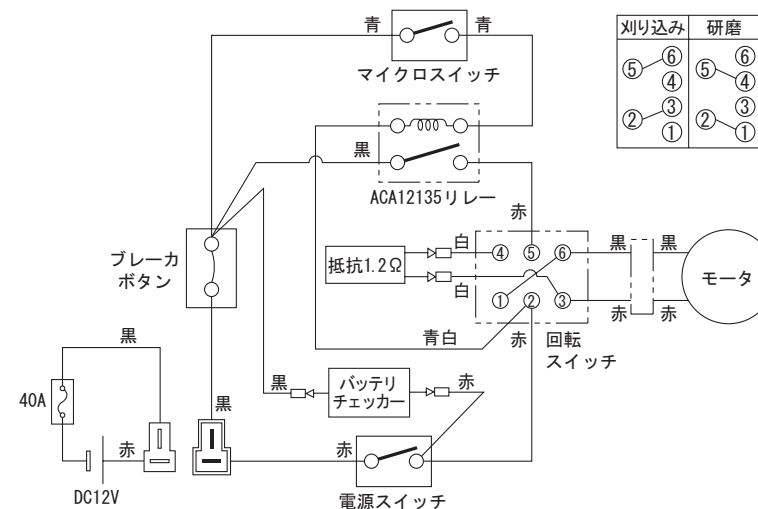 青
青
マイクロスイッチ
刈り込み 研磨
⑥ ⑥
⑤ ⑤
④ ④
③ ③
② ②
① ①
黒
ACA12135リレー
赤
ブレーカ
ボタン
抵抗1.2Ω
白
白
④ ⑤ ⑥
① ② ③
黒 黒
モータ
赤 赤
青白
赤
回転
スイッチ
黒
40A
赤
DC12V
黒
黒
バッテリ
チェッカー
赤
赤
電源スイッチ